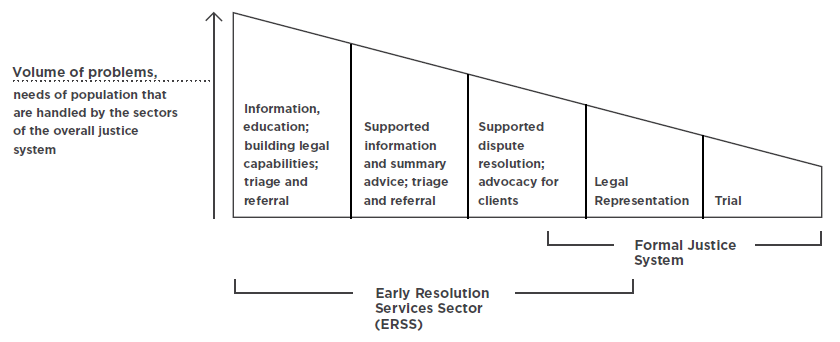 Volume of problems,
needs of population that
are handled by the sectors
of the overall justice
system
Information,
education;
building legal
capabilities;
triage and
referral
Supported
information
and summary
advice; triage
and referral
Supported
dispute
resolution;
advocacy for
clients
Legal
Representation
Trial
Formal Justice
System
Early Resolution
Services Sector
(ERSS)